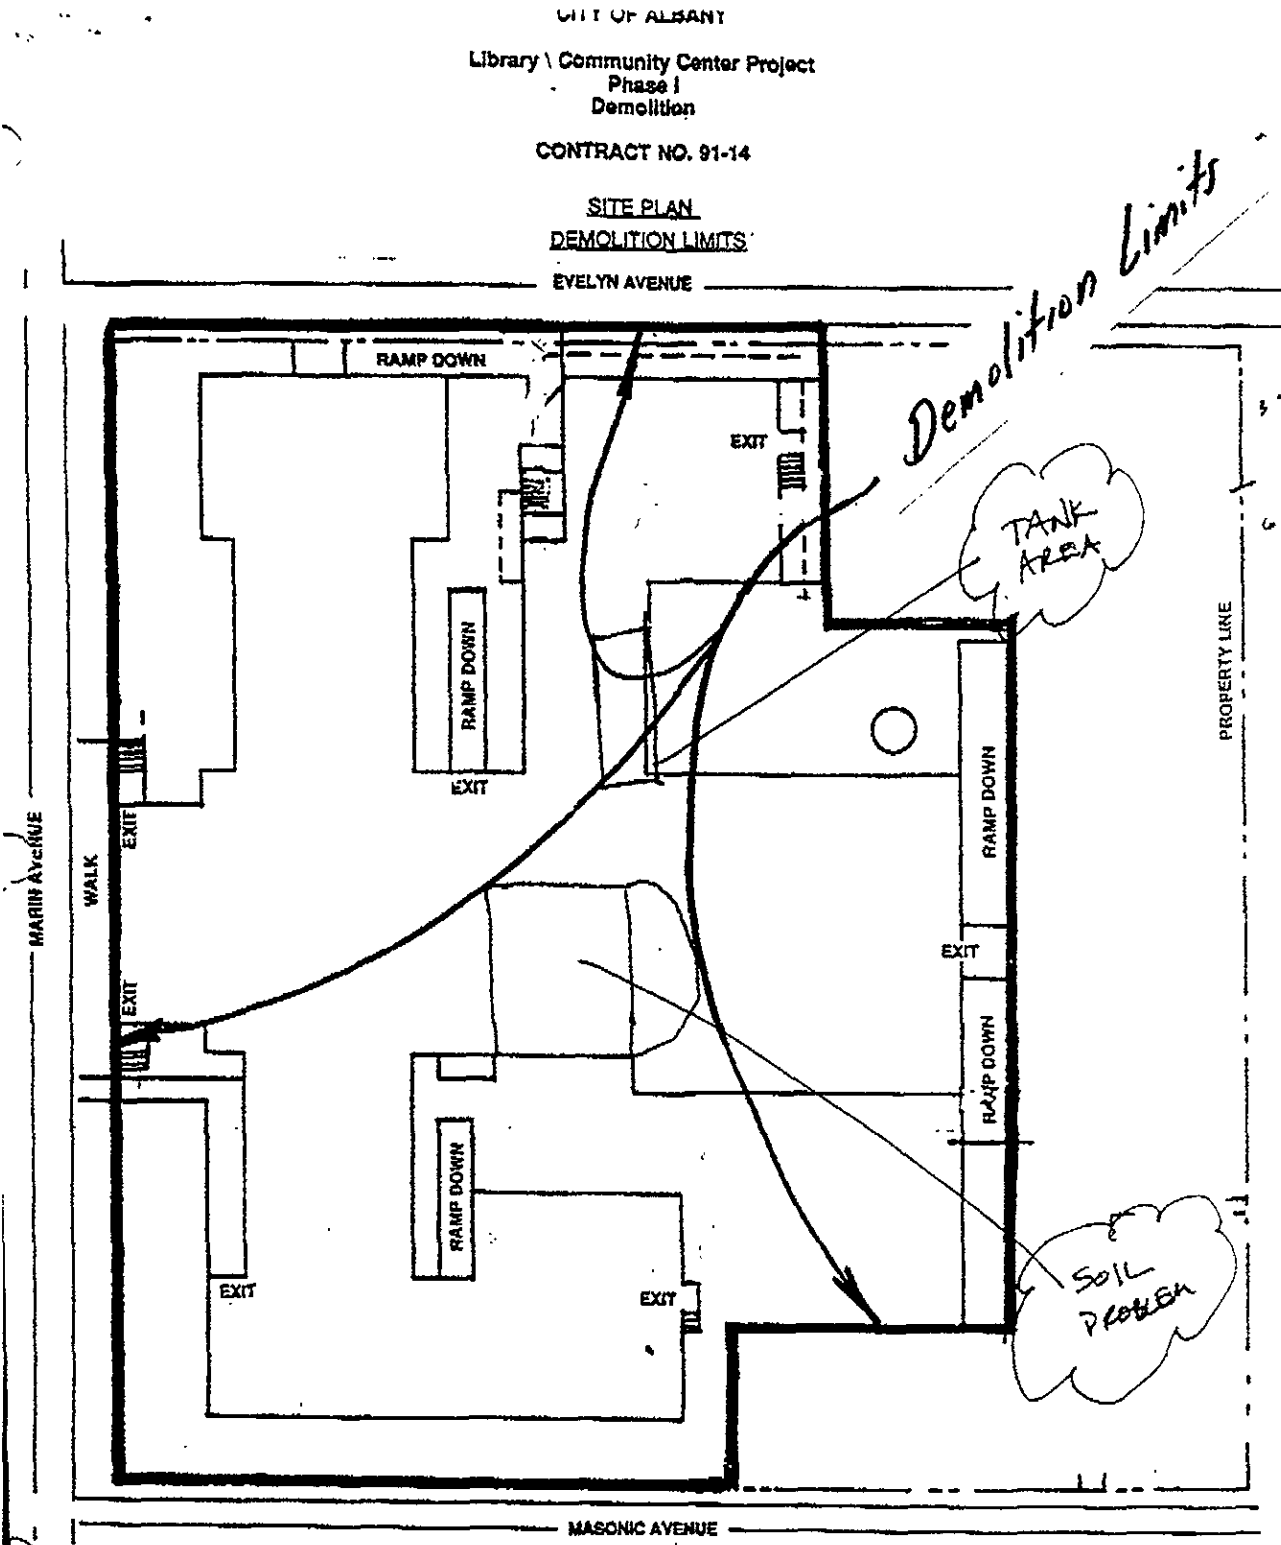 CITY OF ALBANY
Library \ Community Center Project
Phase I
Demolition
CONTRACT NO. 91-14
SITE PLAN
DEMOLITION LIMITS
EVELYN AVENUE
Demolition Limits
RAMP DOWN
EXIT
TANK
AREA
RAMP DOWN
EXIT
PROPERTY LINE
RAMP DOWN
EXIT
MARIN AVENUE
WALK
EXIT
EXIT
RAMP DOWN
RAMP DOWN
EXIT
EXIT
SOIL
PROBLEM
MASONIC AVENUE